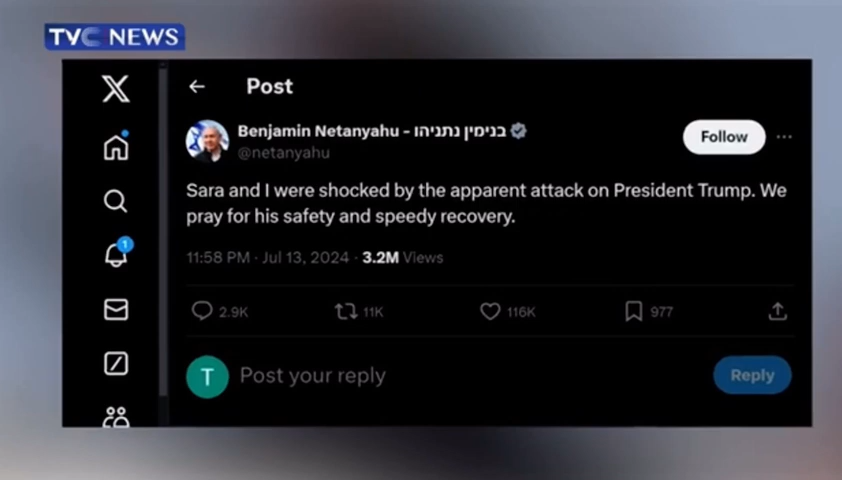 TVC NEWS
Post
Benjamin Netanyahu - בנימין נתניהו
Follow
@netanyahu
Sara and I were shocked by the apparent attack on President Trump. We
pray for his safety and speedy recovery.
11:58 PM · Jul 13, 2024 · 3.2M Views
2.9K 11K 116K 977
T Post your reply Reply
1